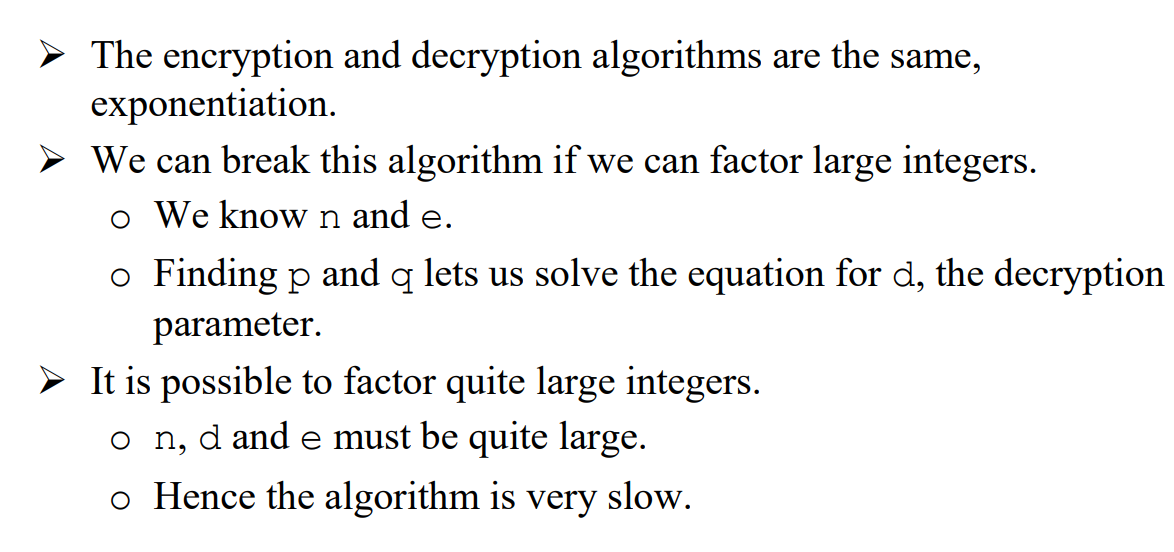 ➢ The encryption and decryption algorithms are the same,
exponentiation.
➢ We can break this algorithm if we can factor large integers.
o We know n and e.
o Finding p and q lets us solve the equation for d, the decryption
parameter.
➢ It is possible to factor quite large integers.
o n, d and e must be quite large.
o Hence the algorithm is very slow.